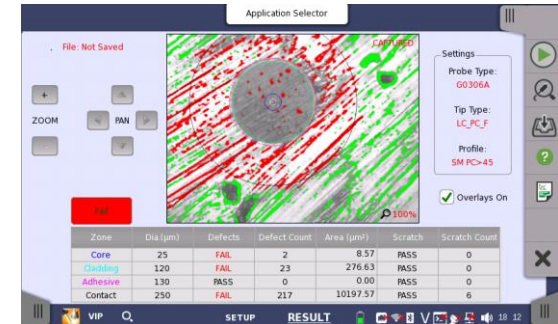 Application Selector
File: Not Saved
CAPTURED
Settings
Probe Type:
G0306A
Tip Type:
LC_PC_F
Profile:
SM PC>45
+
ZOOM
PAN
-
Overlays On
100%
Fail
Zone Dia (µm) Defects Defect Count Area (µm²) Scratch Scratch Count
Core 25 FAIL 2 8.57 PASS 0
Cladding 120 FAIL 23 276.63 PASS 0
Adhesive 130 PASS 0 0.00 PASS 0
Contact 250 FAIL 217 10197.57 PASS 6
VIP SETUP RESULT 18 12